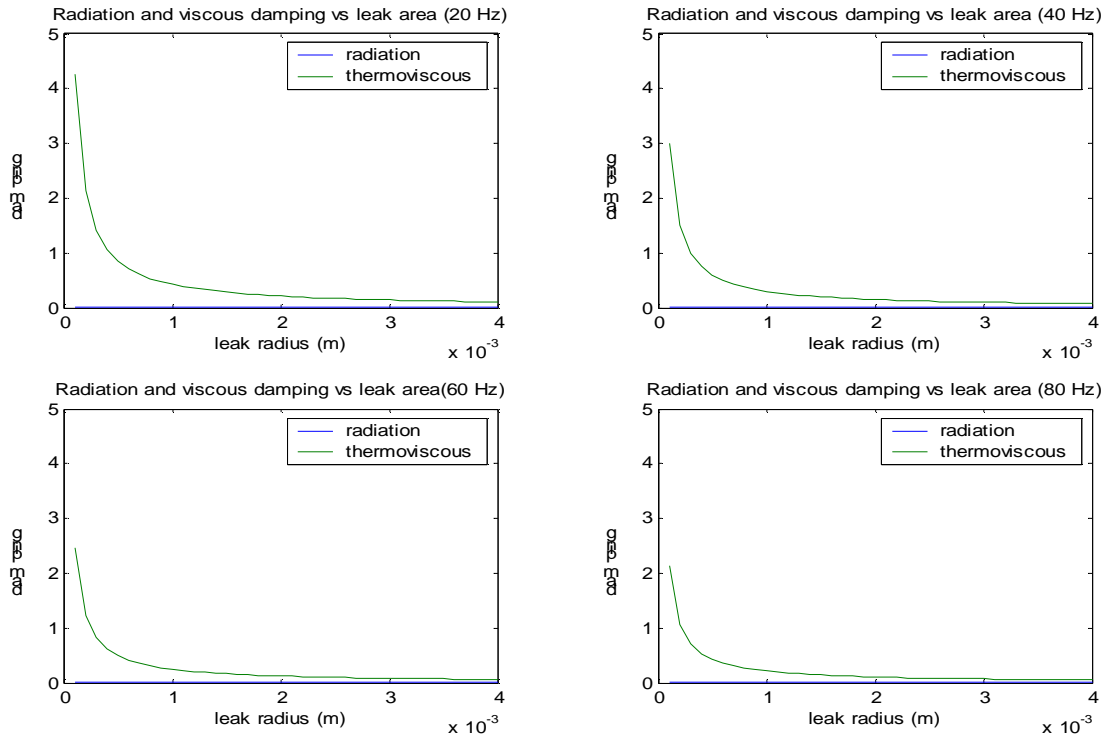 Radiation and viscous damping vs leak area (20 Hz)
5
4
3
2
1
0
damping
radiation
thermoviscous
0 1 2 3 4
leak radius (m)
x 10^-3
Radiation and viscous damping vs leak area (40 Hz)
5
4
3
2
1
0
damping
radiation
thermoviscous
0 1 2 3 4
leak radius (m)
x 10^-3
Radiation and viscous damping vs leak area(60 Hz)
5
4
3
2
1
0
damping
radiation
thermoviscous
0 1 2 3 4
leak radius (m)
x 10^-3
Radiation and viscous damping vs leak area (80 Hz)
5
4
3
2
1
0
damping
radiation
thermoviscous
0 1 2 3 4
leak radius (m)
x 10^-3